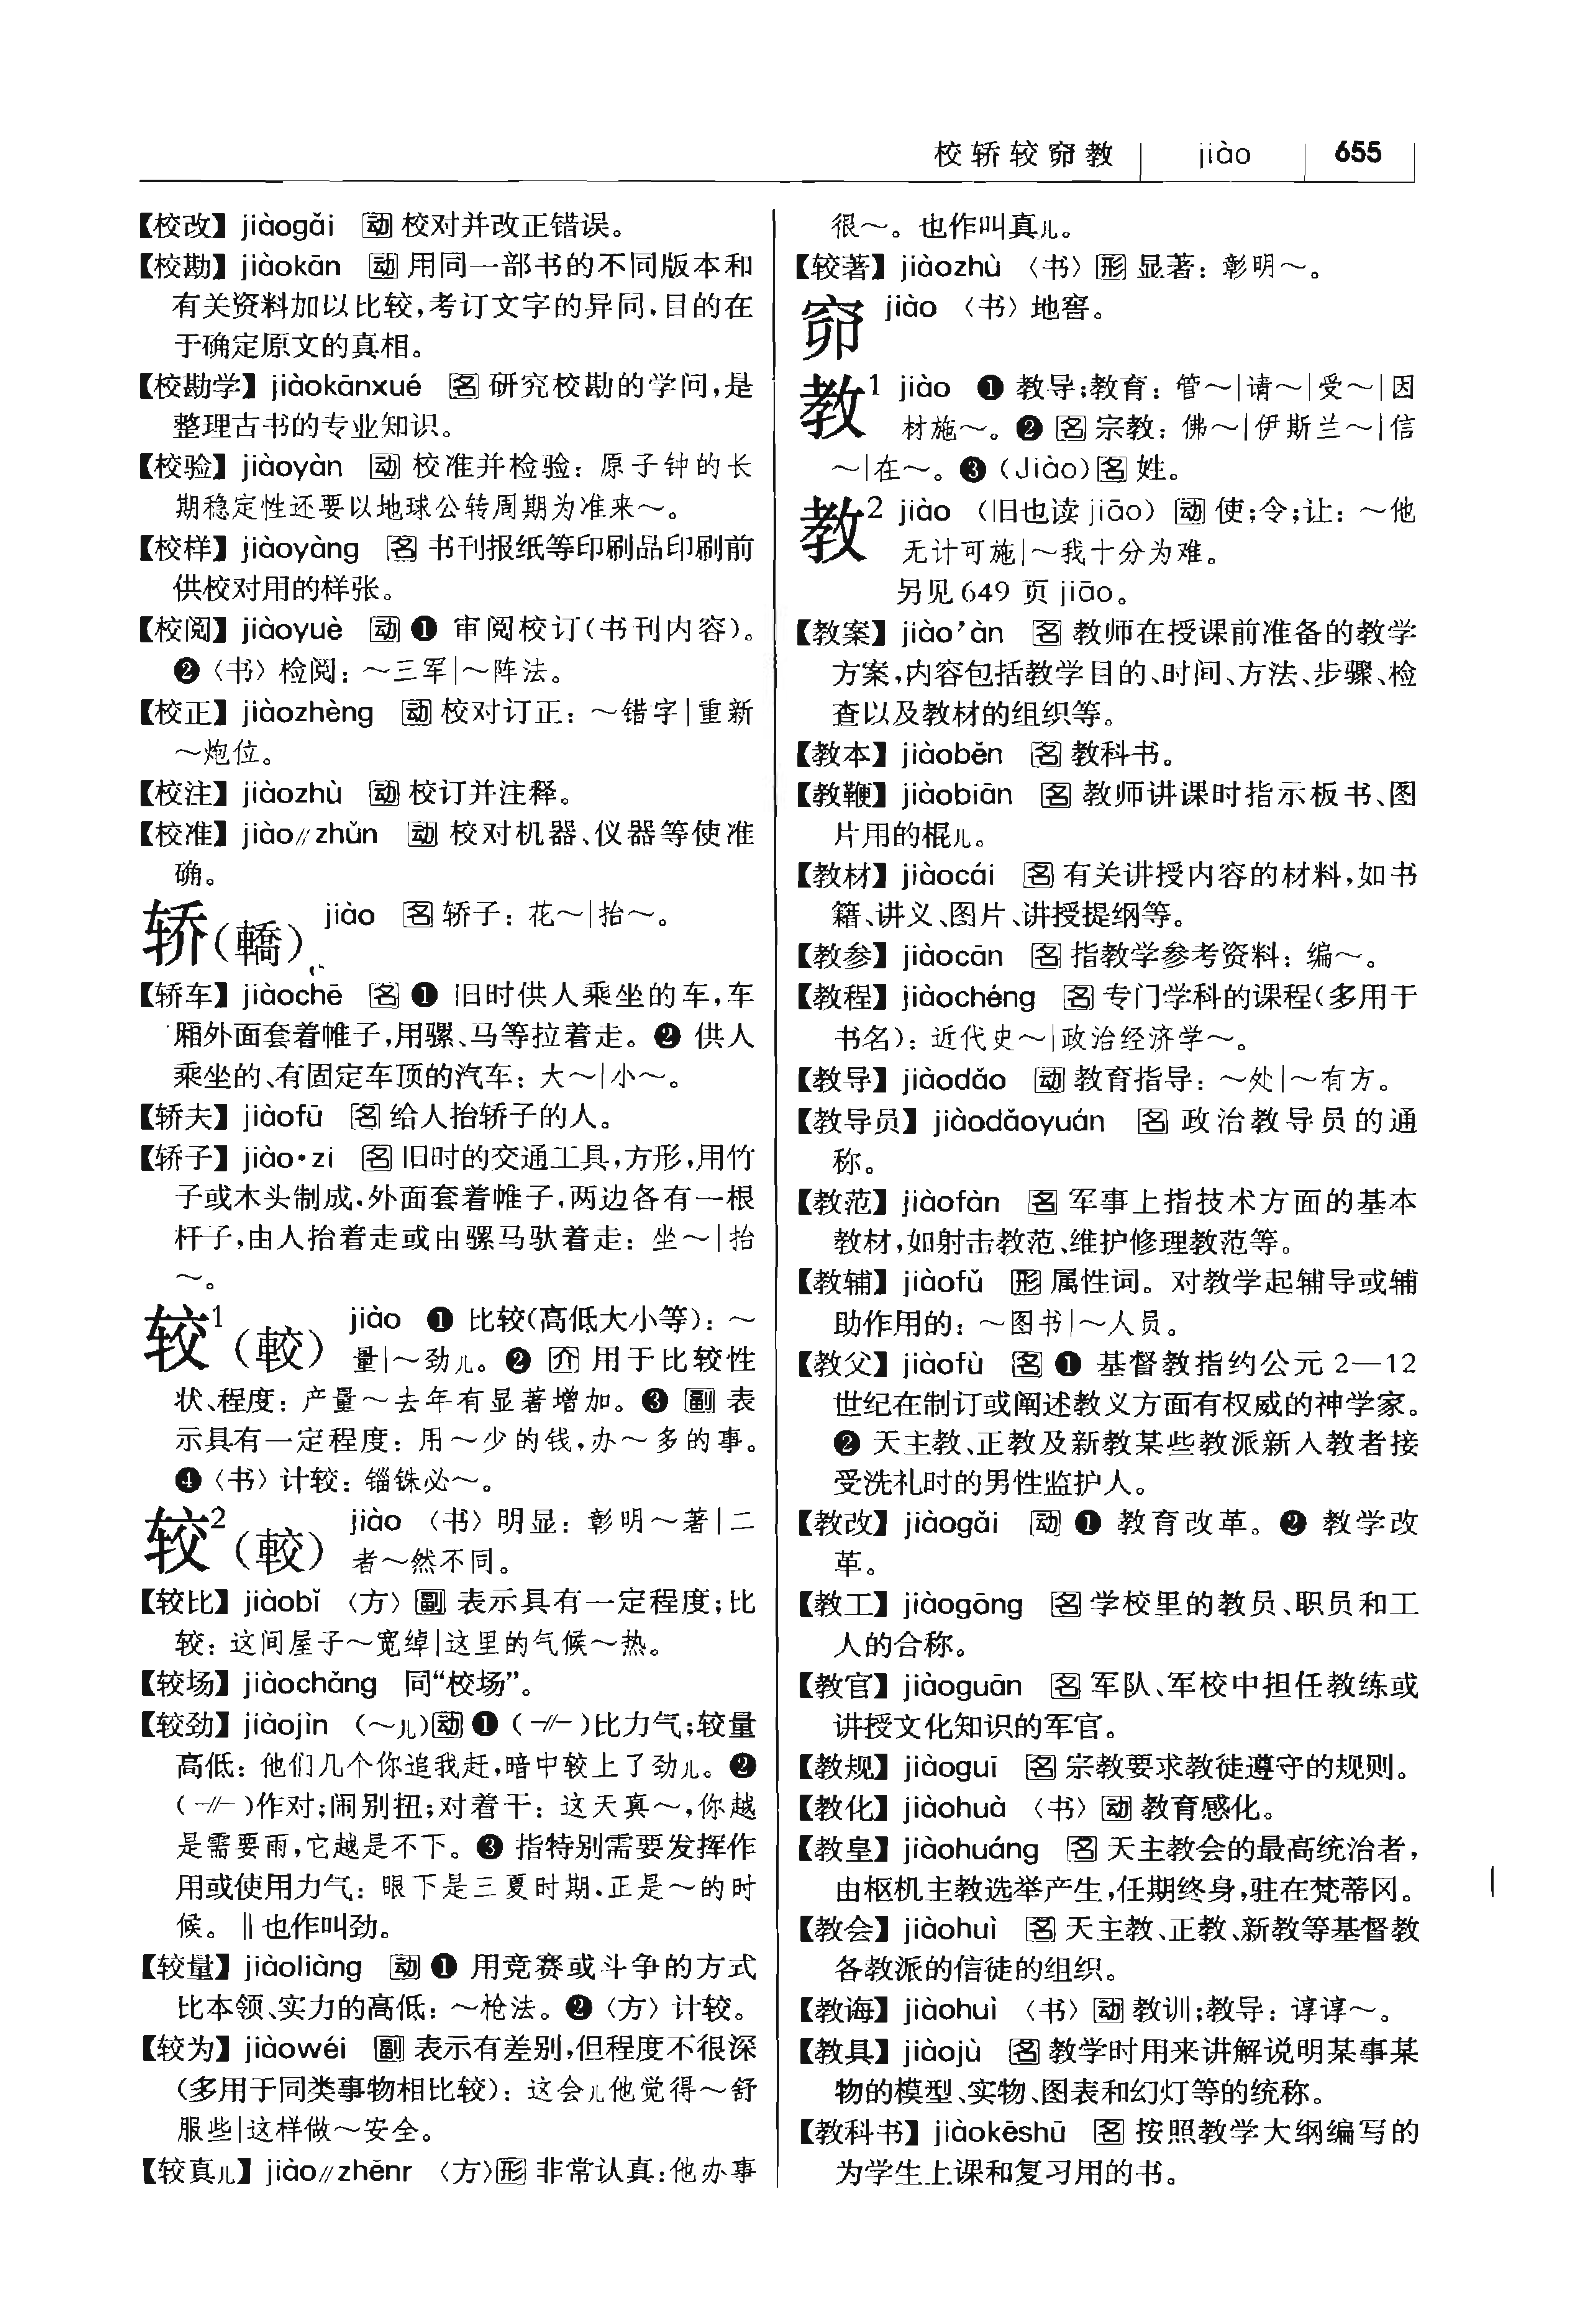 校轿较窌教 jiào 655
【校改】jiàogǎi 动 校对并改正错误。
【校勘】jiàokān 动 用同一部书的不同版本和
有关资料加以比较,考订文字的异同,目的在
于确定原文的真相。
【校勘学】jiàokānxué 名 研究校勘的学问,是
整理古书的专业知识。
【校验】jiàoyàn 动 校准并检验：原子钟的长
期稳定性还要以地球公转周期为准来～。
【校样】jiàoyàng 名 书刊报纸等印刷品印刷前
供校对用的样张。
【校阅】jiàoyuè 动 ❶ 审阅校订(书刊内容)。
❷〈书〉检阅：～三军|～阵法。
【校正】jiàozhèng 动 校对订正：～错字|重新
～炮位。
【校注】jiàozhù 动 校订并注释。
【校准】jiào∥zhǔn 动 校对机器、仪器等使准
确。
轿(轎) jiào 名 轿子：花～|抬～。
【轿车】jiàochē 名 ❶ 旧时供人乘坐的车,车
厢外面套着帷子,用骡、马等拉着走。❷ 供人
乘坐的、有固定车顶的汽车：大～|小～。
【轿夫】jiàofū 名 给人抬轿子的人。
【轿子】jiào•zi 名 旧时的交通工具,方形,用竹
子或木头制成,外面套着帷子,两边各有一根
杆子,由人抬着走或由骡马驮着走：坐～|抬
～。
较1(較) jiào ❶ 比较(高低大小等)：～
量|～劲儿。❷ 介 用于比较性
状、程度：产量～去年有显著增加。❸ 副 表
示具有一定程度：用～少的钱,办～多的事。
❹〈书〉计较：锱铢必～。
较2(較) jiào 〈书〉明显：彰明～著|二
者～然不同。
【较比】jiàobǐ 〈方〉副 表示具有一定程度;比
较：这间屋子～宽绰|这里的气候～热。
【较场】jiàochǎng 同“校场”。
【较劲】jiàojìn (～儿)动 ❶ (-∥-)比力气;较量
高低：他们几个你追我赶,暗中较上了劲儿。❷
(-∥-)作对;闹别扭;对着干：这天真～,你越
是需要雨,它越是不下。❸ 指特别需要发挥作
用或使用力气：眼下是三夏时期,正是～的时
候。‖也作叫劲。
【较量】jiàoliàng 动 ❶ 用竞赛或斗争的方式
比本领、实力的高低：～枪法。❷〈方〉计较。
【较为】jiàowéi 副 表示有差别,但程度不很深
(多用于同类事物相比较)：这会儿他觉得～舒
服些|这样做～安全。
【较真儿】jiào∥zhēnr 〈方〉形 非常认真:他办事
很～。也作叫真儿。
【较著】jiàozhù 〈书〉形 显著：彰明～。
窌 jiào 〈书〉地窖。
教1 jiào ❶ 教导;教育：管～|请～|受～|因
材施～。❷ 名 宗教：佛～|伊斯兰～|信
～|在～。❸ (Jiào)名 姓。
教2 jiào (旧也读 jiāo) 动 使;令;让：～他
无计可施|～我十分为难。
另见 649 页 jiāo。
【教案】jiào’àn 名 教师在授课前准备的教学
方案,内容包括教学目的、时间、方法、步骤、检
查以及教材的组织等。
【教本】jiàoběn 名 教科书。
【教鞭】jiàobiān 名 教师讲课时指示板书、图
片用的棍儿。
【教材】jiàocái 名 有关讲授内容的材料,如书
籍、讲义、图片、讲授提纲等。
【教参】jiàocān 名 指教学参考资料：编～。
【教程】jiàochéng 名 专门学科的课程(多用于
书名)：近代史～|政治经济学～。
【教导】jiàodǎo 动 教育指导：～处|～有方。
【教导员】jiàodǎoyuán 名 政治教导员的通
称。
【教范】jiàofàn 名 军事上指技术方面的基本
教材,如射击教范、维护修理教范等。
【教辅】jiàofǔ 形 属性词。对教学起辅导或辅
助作用的：～图书|～人员。
【教父】jiàofù 名 ❶ 基督教指约公元 2—12
世纪在制订或阐述教义方面有权威的神学家。
❷ 天主教、正教及新教某些教派新入教者接
受洗礼时的男性监护人。
【教改】jiàogǎi 动 ❶ 教育改革。❷ 教学改
革。
【教工】jiàogōng 名 学校里的教员、职员和工
人的合称。
【教官】jiàoguān 名 军队、军校中担任教练或
讲授文化知识的军官。
【教规】jiàoguī 名 宗教要求教徒遵守的规则。
【教化】jiàohuà 〈书〉动 教育感化。
【教皇】jiàohuáng 名 天主教会的最高统治者,
由枢机主教选举产生,任期终身,驻在梵蒂冈。
【教会】jiàohuì 名 天主教、正教、新教等基督教
各教派的信徒的组织。
【教诲】jiàohuì 〈书〉动 教训;教导：谆谆～。
【教具】jiàojù 名 教学时用来讲解说明某事某
物的模型、实物、图表和幻灯等的统称。
【教科书】jiàokēshū 名 按照教学大纲编写的
为学生上课和复习用的书。